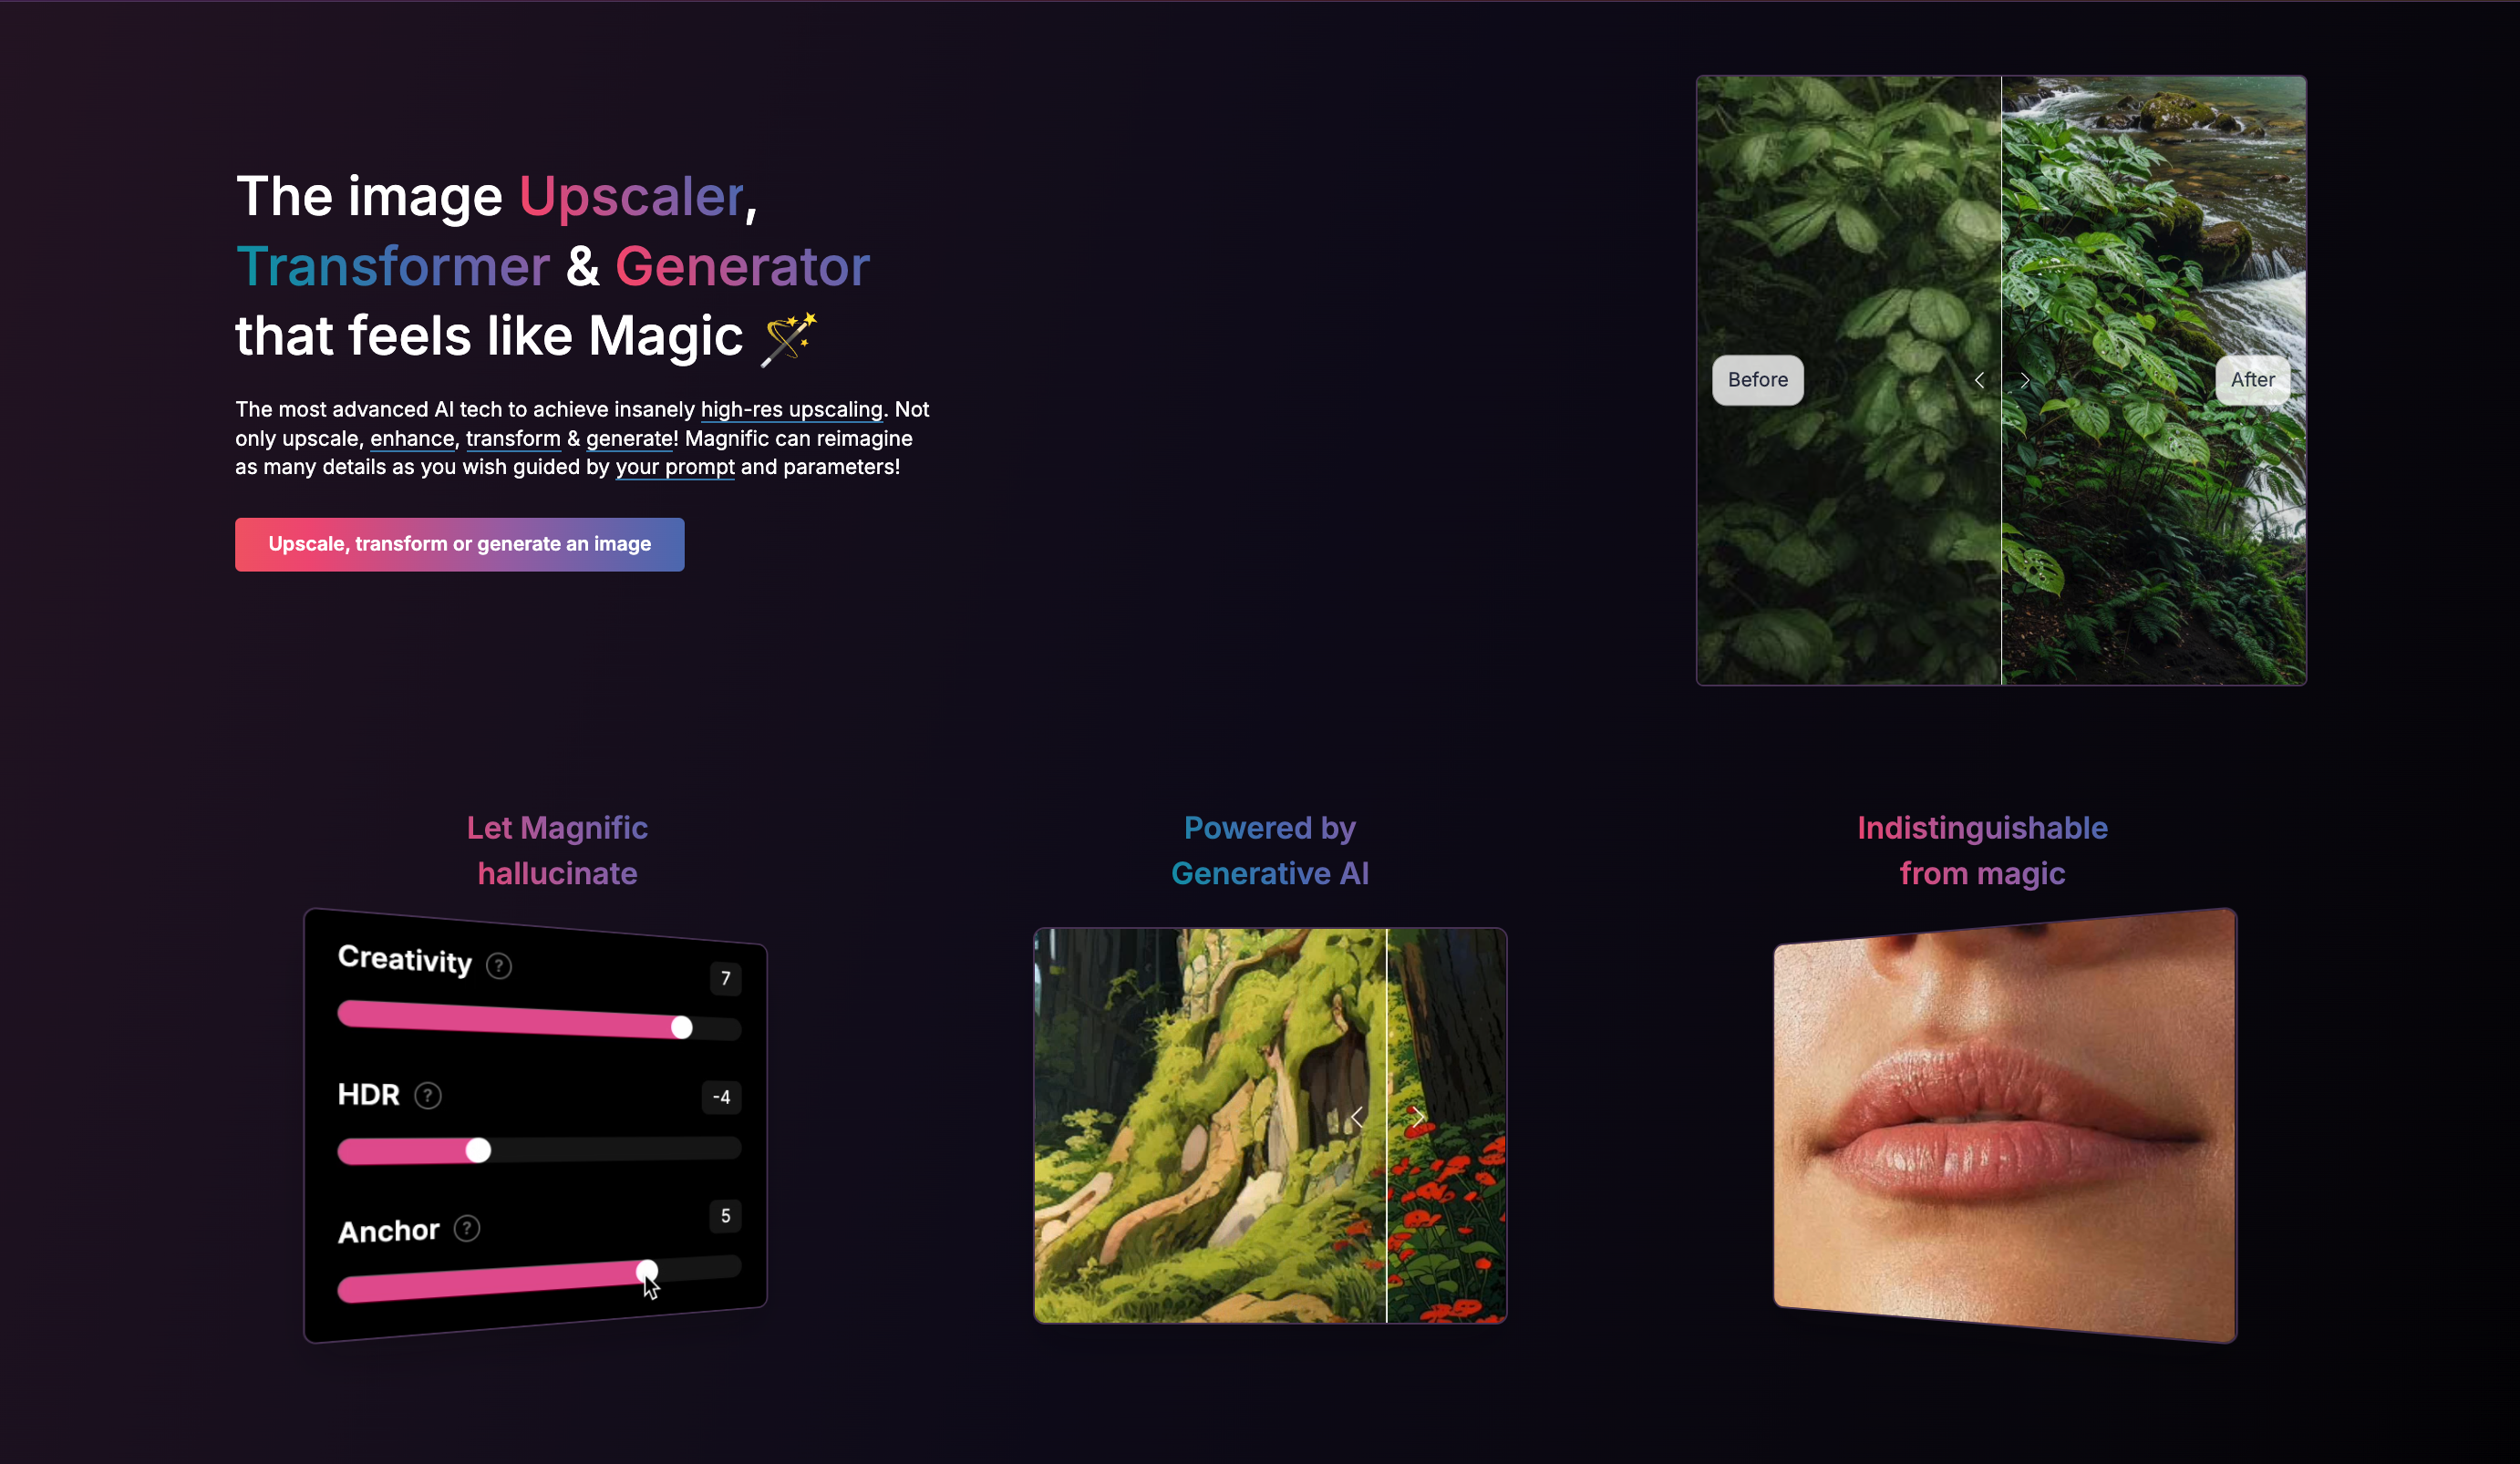 The image Upscaler,
Transformer & Generator
that feels like Magic 🪄
The most advanced AI tech to achieve insanely high-res upscaling. Not
only upscale, enhance, transform & generate! Magnific can reimagine
as many details as you wish guided by your prompt and parameters!
Upscale, transform or generate an image
Before
After
Let Magnific
hallucinate
Creativity ?
7
HDR ?
-4
Anchor ?
5
Powered by
Generative AI
Indistinguishable
from magic